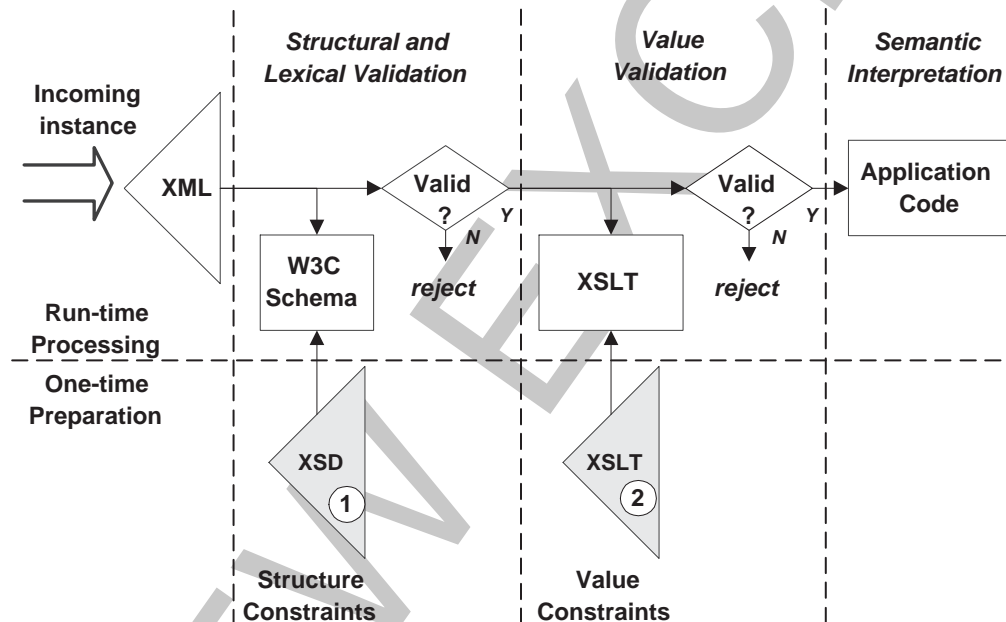 Structural and
Lexical Validation
Value
Validation
Semantic
Interpretation
Incoming
instance
XML
Valid
?
Y
N
reject
W3C
Schema
Valid
?
Y
N
reject
XSLT
Application
Code
Run-time
Processing
One-time
Preparation
XSD
1
XSLT
2
Structure
Constraints
Value
Constraints